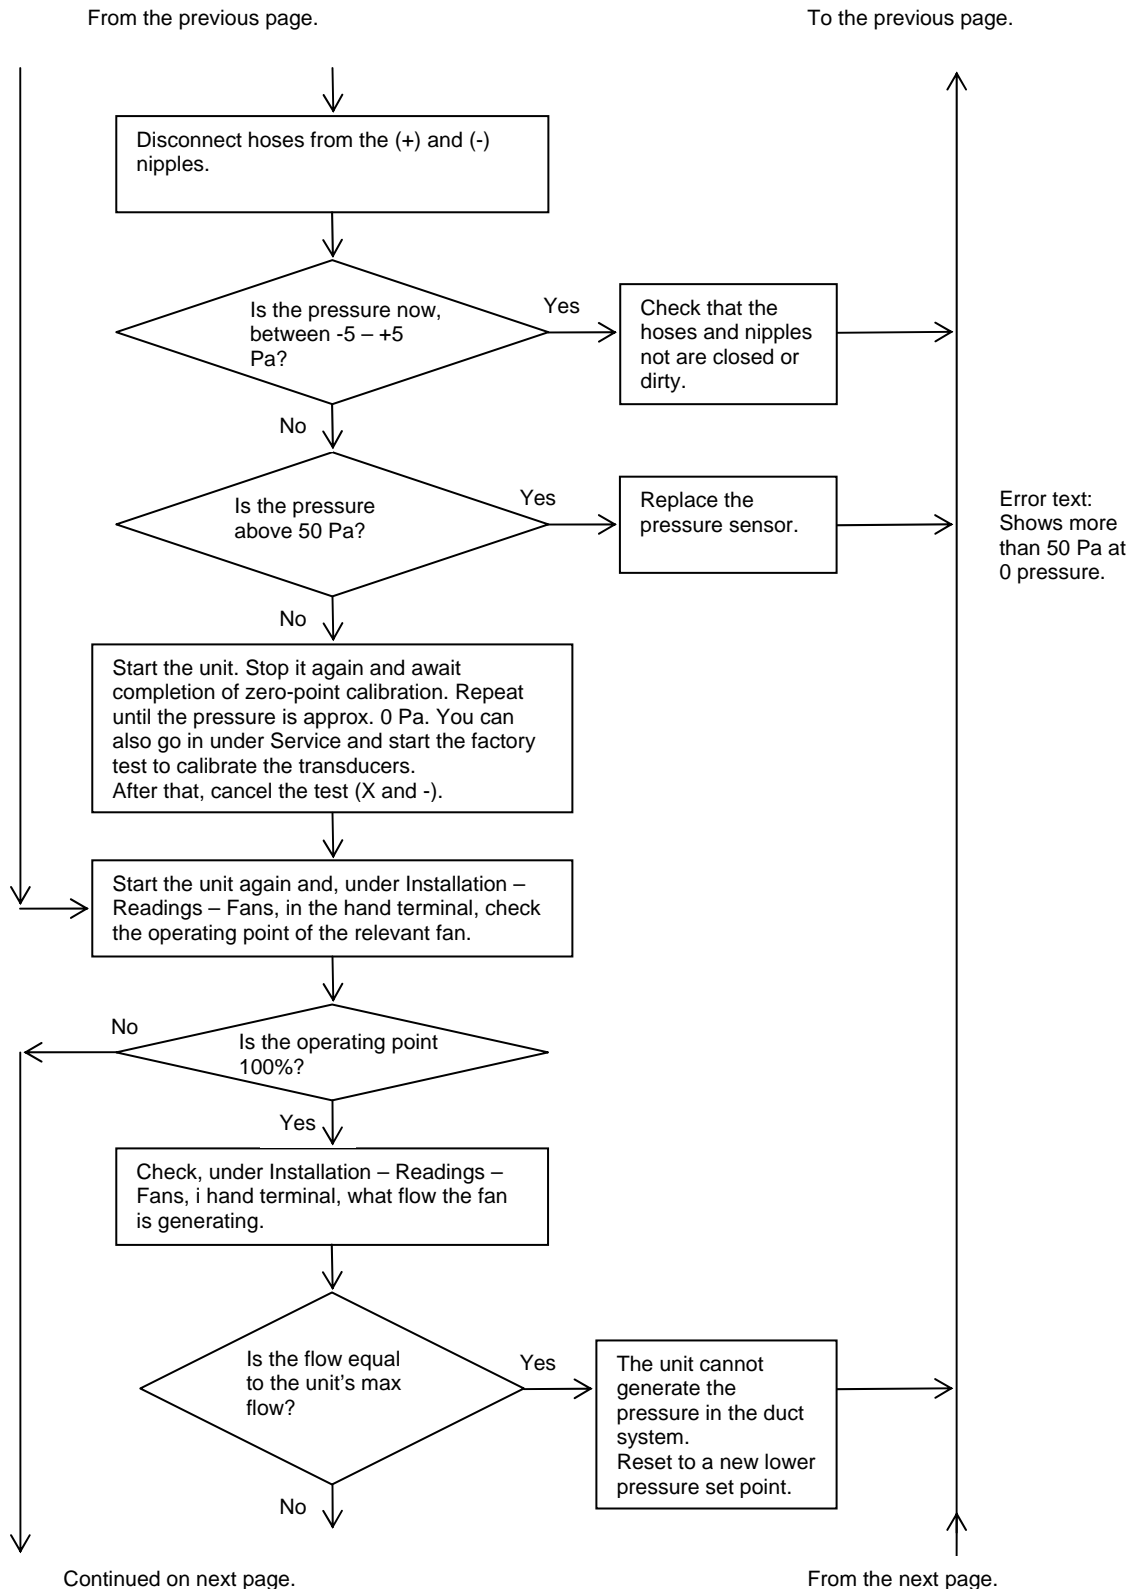 From the previous page.
To the previous page.
Disconnect hoses from the (+) and (-)
nipples.
Is the pressure now,
between -5 – +5
Pa?
Yes
Check that the
hoses and nipples
not are closed or
dirty.
No
Is the pressure
above 50 Pa?
Yes
Replace the
pressure sensor.
Error text:
Shows more
than 50 Pa at
0 pressure.
No
Start the unit. Stop it again and await
completion of zero-point calibration. Repeat
until the pressure is approx. 0 Pa. You can
also go in under Service and start the factory
test to calibrate the transducers.
After that, cancel the test (X and -).
Start the unit again and, under Installation –
Readings – Fans, in the hand terminal, check
the operating point of the relevant fan.
No
Is the operating point
100%?
Yes
Check, under Installation – Readings –
Fans, i hand terminal, what flow the fan
is generating.
Is the flow equal
to the unit's max
flow?
Yes
The unit cannot
generate the
pressure in the duct
system.
Reset to a new lower
pressure set point.
No
Continued on next page.
From the next page.